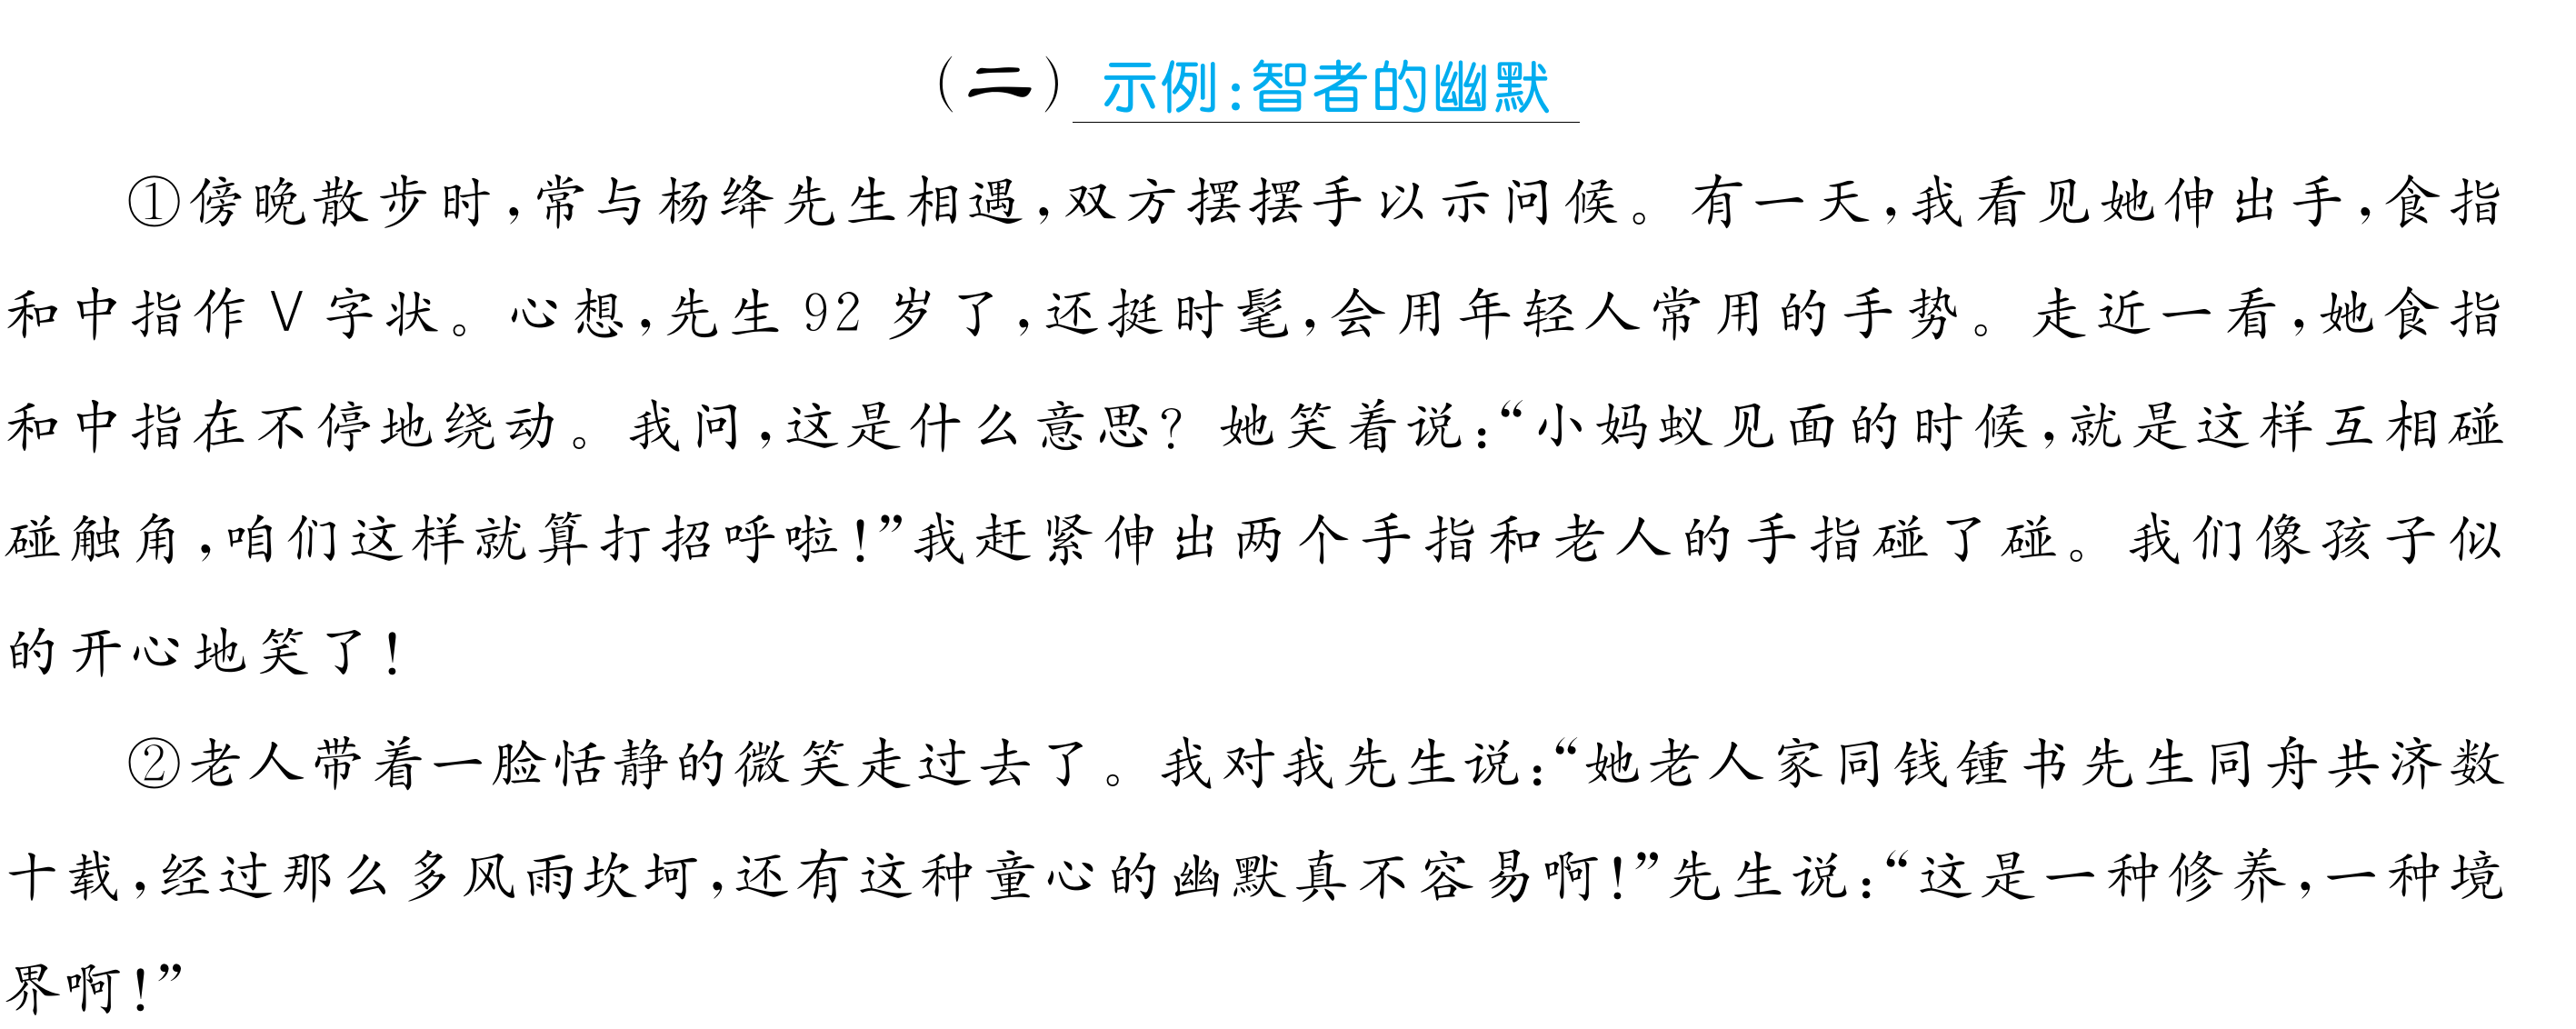 （二）示例:智者的幽默
①傍晚散步时,常与杨绛先生相遇,双方摆摆手以示问候。有一天,我看见她伸出手,食指
和中指作 V 字状。心想,先生 92 岁了,还挺时髦,会用年轻人常用的手势。走近一看,她食指
和中指在不停地绕动。我问,这是什么意思?她笑着说:“小蚂蚁见面的时候,就是这样互相碰
碰触角,咱们这样就算打招呼啦!”我赶紧伸出两个手指和老人的手指碰了碰。我们像孩子似
的开心地笑了!
②老人带着一脸恬静的微笑走过去了。我对我先生说:“她老人家同钱锺书先生同舟共济数
十载,经过那么多风雨坎坷,还有这种童心的幽默真不容易啊!”先生说:“这是一种修养,一种境
界啊!”